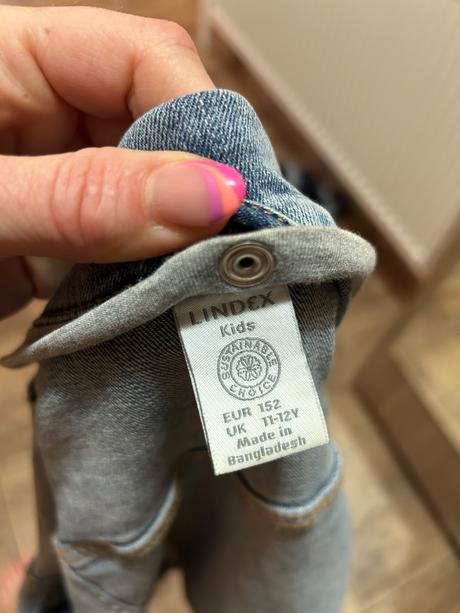 LINDEX
Kids
SUSTAINABLE
CHOICE
EUR 152
UK 11-12Y
Made in
Bangladesh